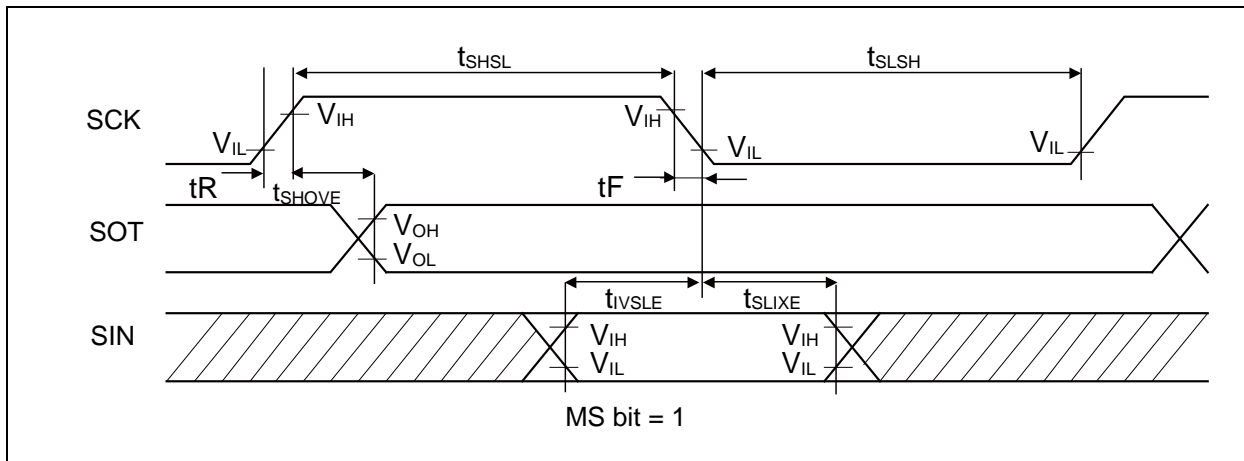 tSHSL
tSLSH
SCK
VIH
VIH
VIL
VIL
VIL
tR
tSHOVE
tF
SOT
VOH
VOL
tIVSLE
tSLIXE
SIN
VIH
VIH
VIL
VIL
MS bit = 1